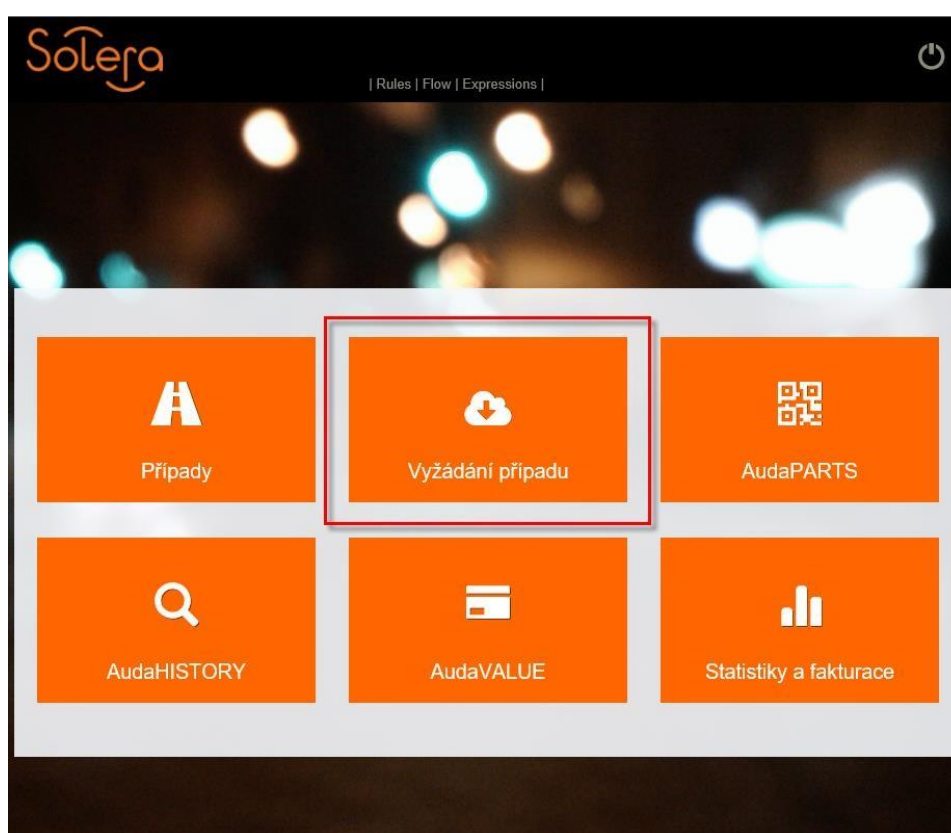 Solera
| Rules | Flow | Expressions |
Případy
Vyžádání případu
AudaPARTS
AudaHISTORY
AudaVALUE
Statistiky a fakturace